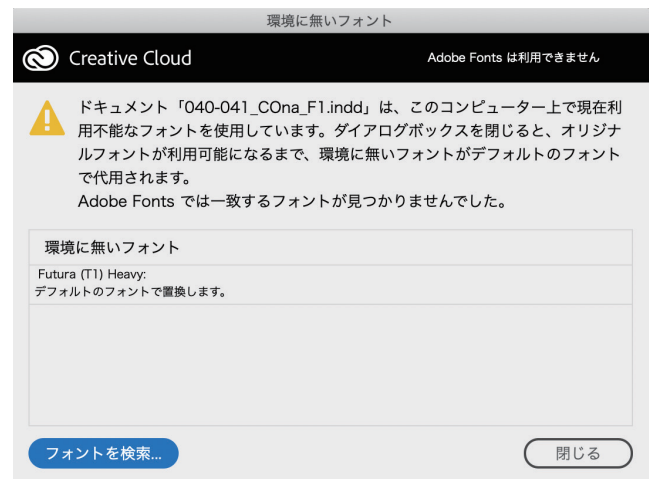 環境に無いフォント
Creative Cloud
Adobe Fonts は利用できません
ドキュメント「040-041_COna_F1.indd」は、このコンピューター上で現在利
用不能なフォントを使用しています。ダイアログボックスを閉じると、オリジナ
ルフォントが利用可能になるまで、環境に無いフォントがデフォルトのフォント
で代用されます。
Adobe Fonts では一致するフォントが見つかりませんでした。
環境に無いフォント
Futura (T1) Heavy:
デフォルトのフォントで置換します。
フォントを検索...
閉じる